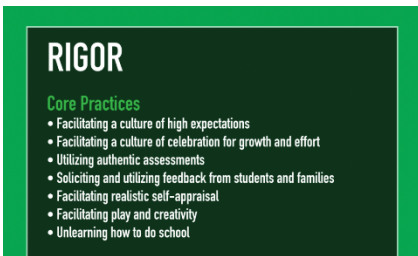 RIGOR
Core Practices
• Facilitating a culture of high expectations
• Facilitating a culture of celebration for growth and effort
• Utilizing authentic assessments
• Soliciting and utilizing feedback from students and families
• Facilitating realistic self-appraisal
• Facilitating play and creativity
• Unlearning how to do school